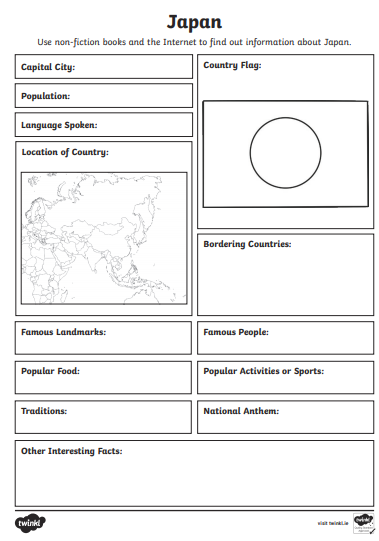 Japan
Use non-fiction books and the Internet to find out information about Japan.
Capital City:
Country Flag:
Population:
Language Spoken:
Location of Country:
Bordering Countries:
Famous Landmarks:
Famous People:
Popular Food:
Popular Activities or Sports:
Traditions:
National Anthem:
Other Interesting Facts:
twinkl
visit twinkl.ie
twinkl